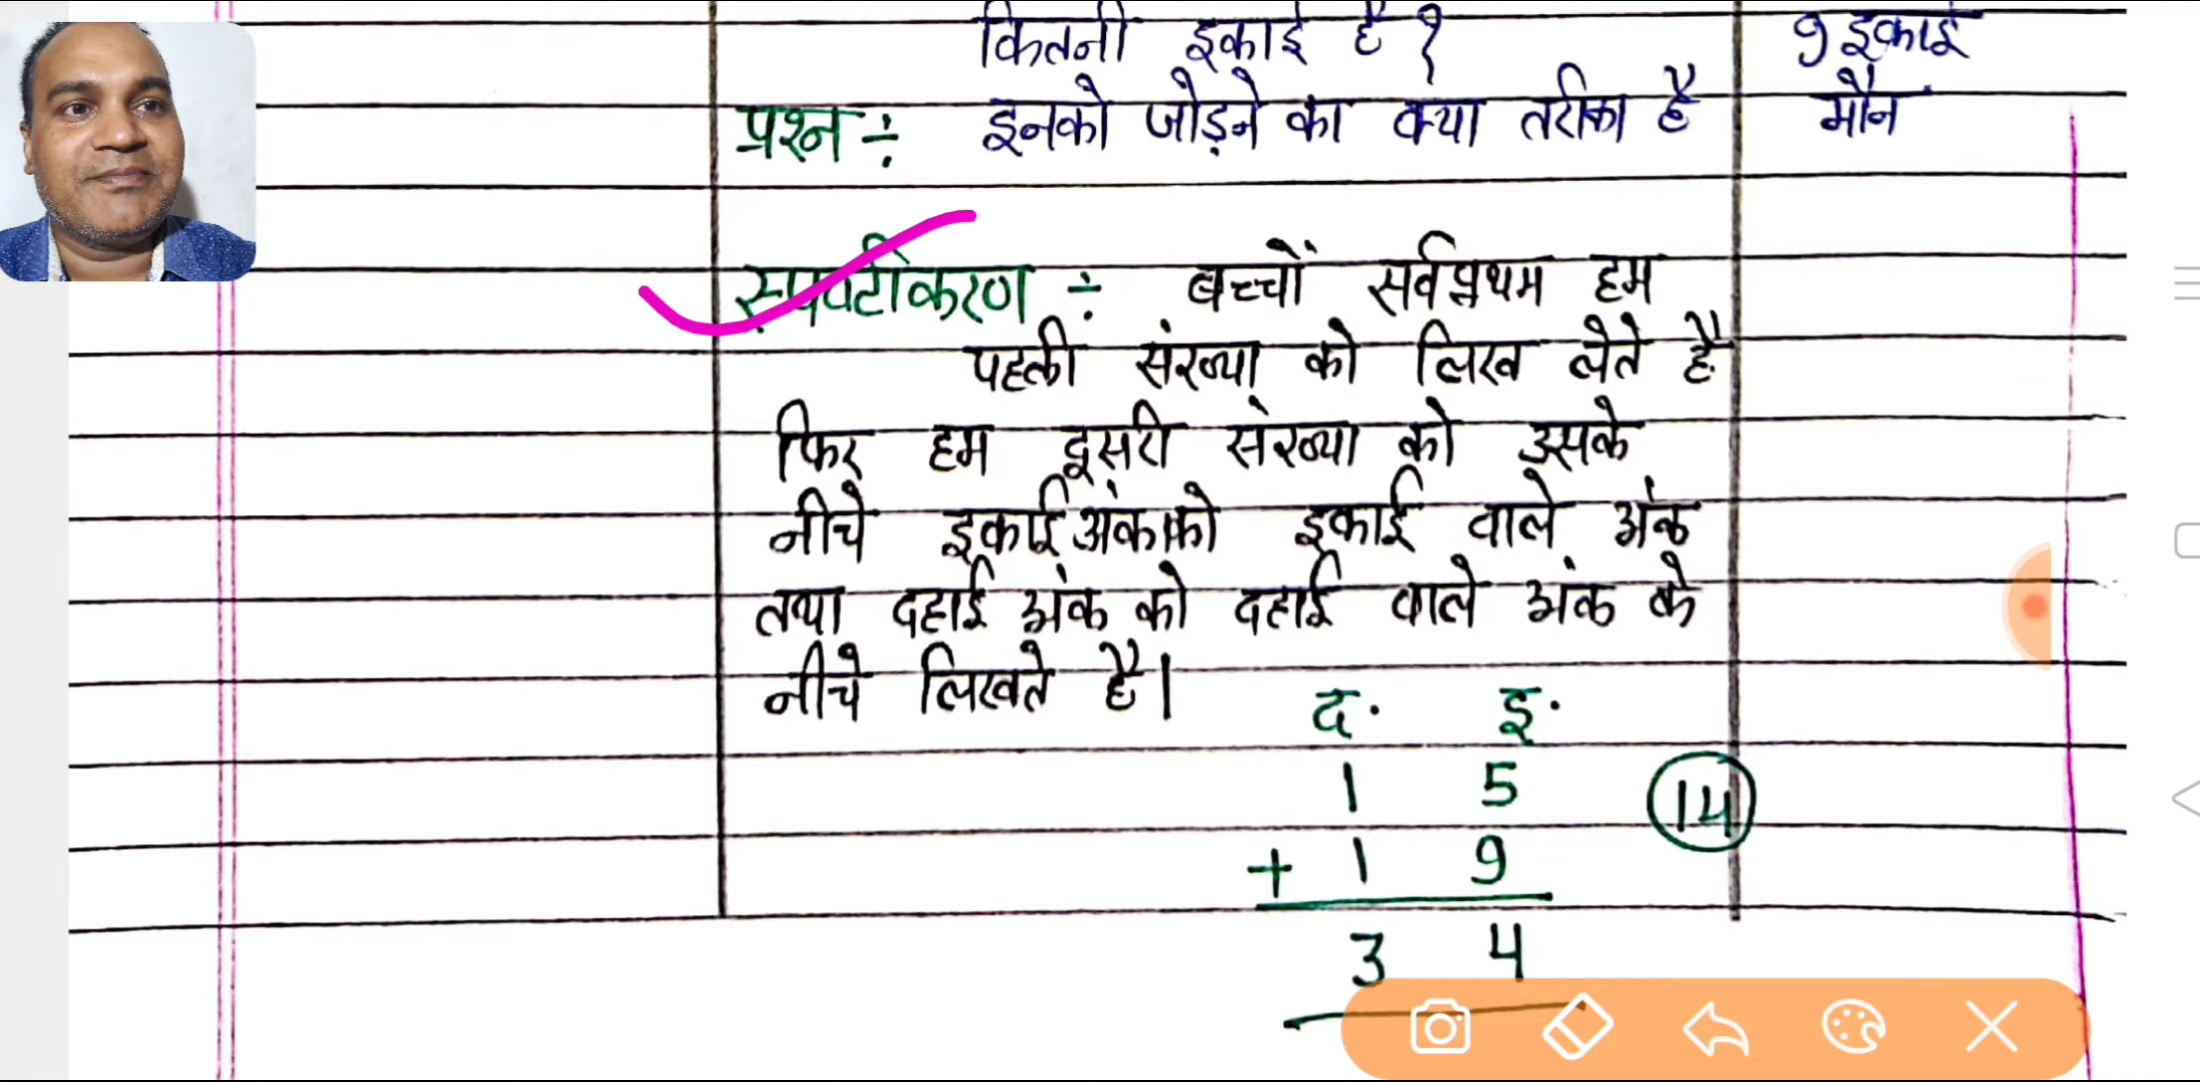 कितनी इकाई है ? 9 इकाई
प्रश्न ÷ इनको जोड़ने का क्या तरीका है मौन
स्पष्टीकरण ÷ बच्चों सर्वप्रथम हम
पहली संख्या को लिख लेते है
फिर हम दूसरी संख्या को उसके
नीचे इकाई अंक को इकाई वाले अंक
तथा दहाई अंक को दहाई वाले अंक के
नीचे लिखते है।
द. इ.
1 5 14
+ 1 9
3 4